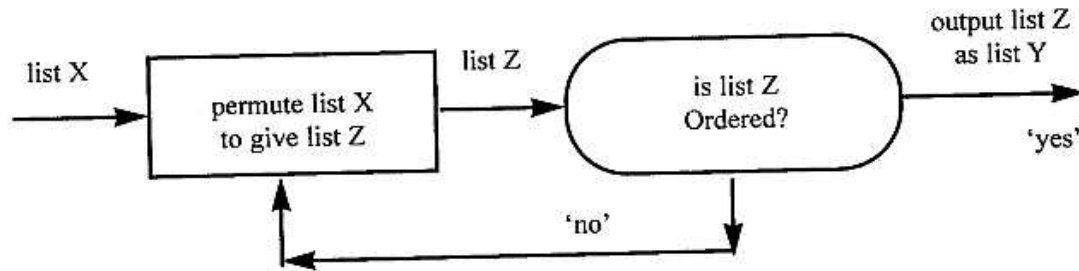 list X
permute list X
to give list Z
list Z
is list Z
Ordered?
output list Z
as list Y
‘yes’
‘no’